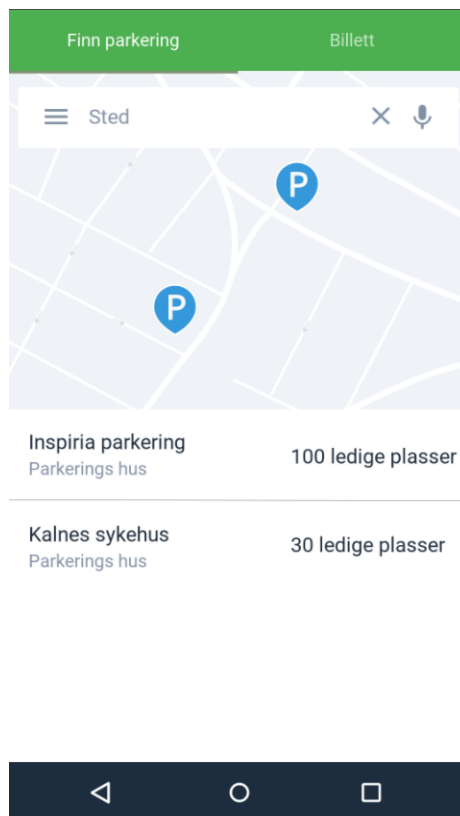 Finn parkering
Billett
Sted
P
P
Inspiria parkering
Parkerings hus
100 ledige plasser
Kalnes sykehus
Parkerings hus
30 ledige plasser